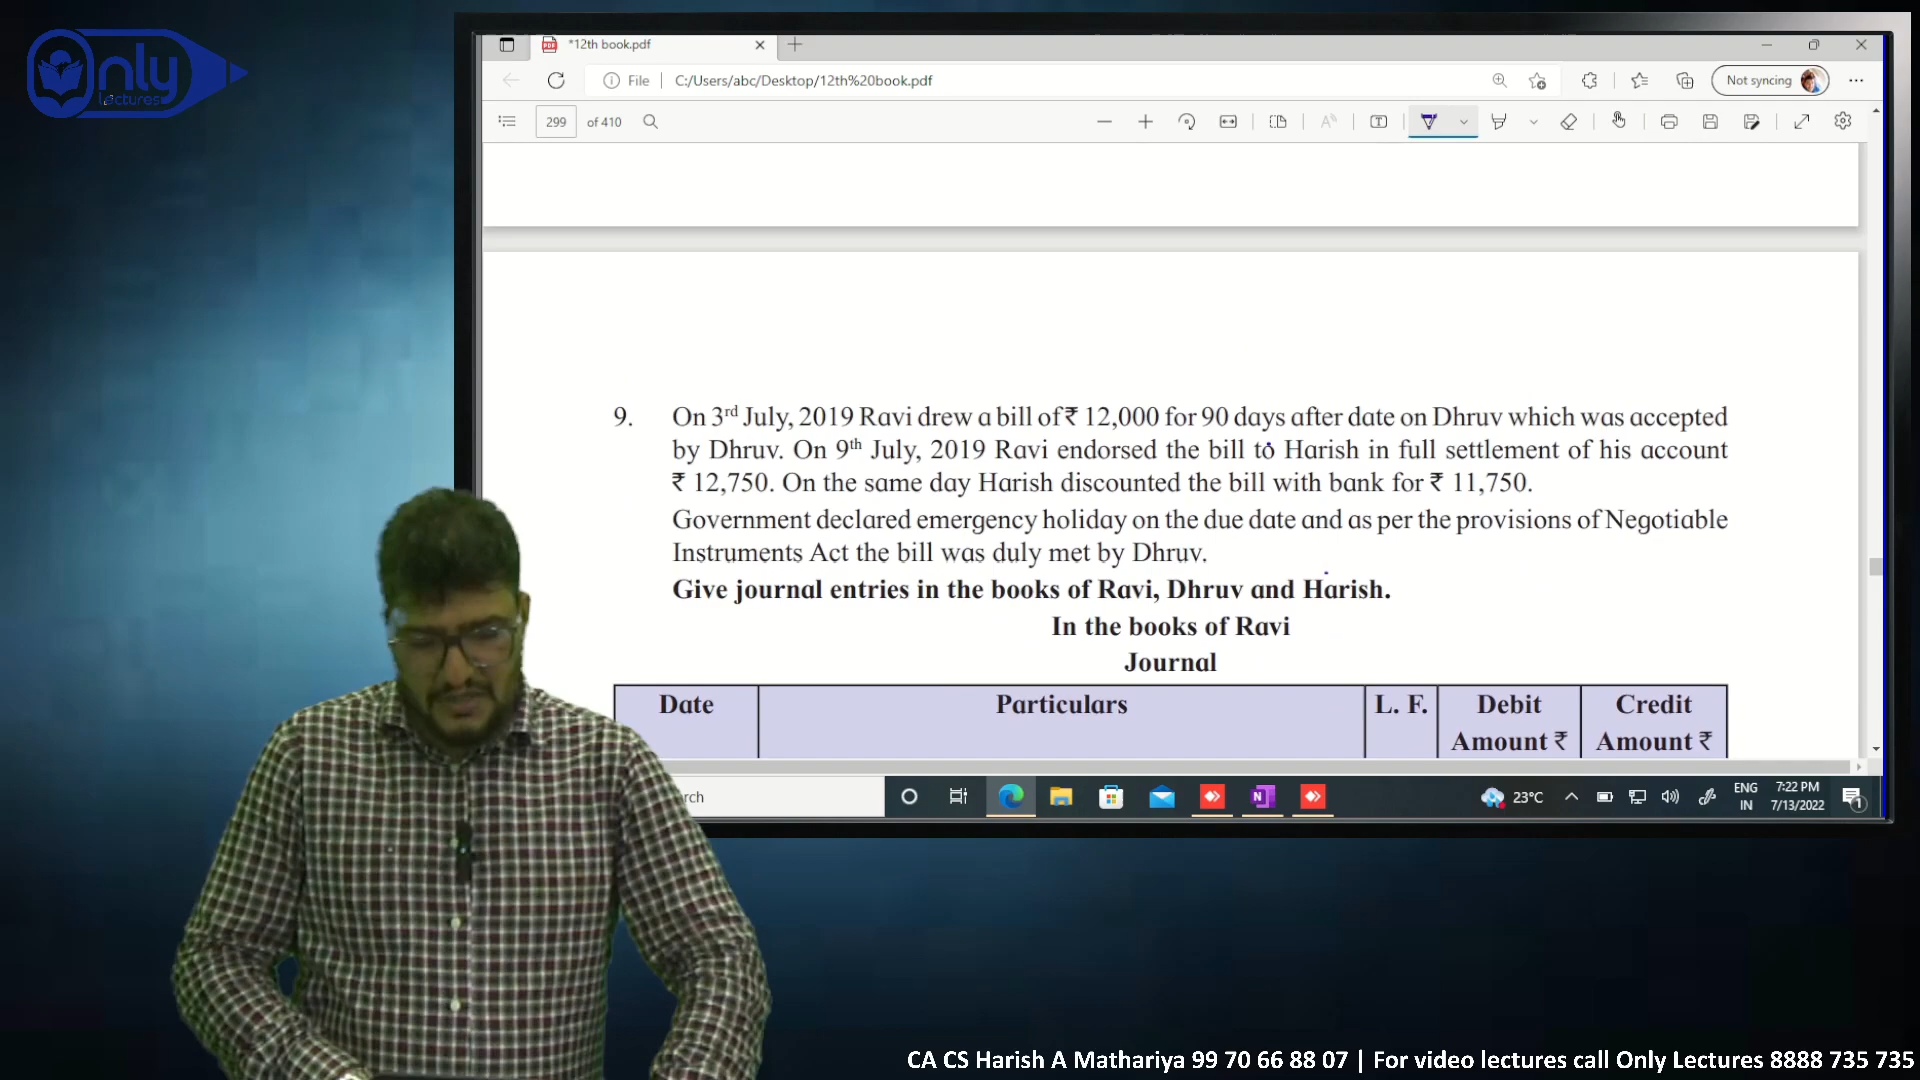 Only
lectures
*12th book.pdf
File
C:/Users/abc/Desktop/12th%20book.pdf
Not syncing
299 of 410
9. On 3rd July, 2019 Ravi drew a bill of ₹ 12,000 for 90 days after date on Dhruv which was accepted
by Dhruv. On 9th July, 2019 Ravi endorsed the bill to Harish in full settlement of his account
₹ 12,750. On the same day Harish discounted the bill with bank for ₹ 11,750.
Government declared emergency holiday on the due date and as per the provisions of Negotiable
Instruments Act the bill was duly met by Dhruv.
Give journal entries in the books of Ravi, Dhruv and Harish.
In the books of Ravi
Journal
Date Particulars L. F. Debit Amount ₹ Credit Amount ₹
rch
23°C
ENG
IN
7:22 PM
7/13/2022
1
CA CS Harish A Mathariya 99 70 66 88 07 | For video lectures call Only Lectures 8888 735 735